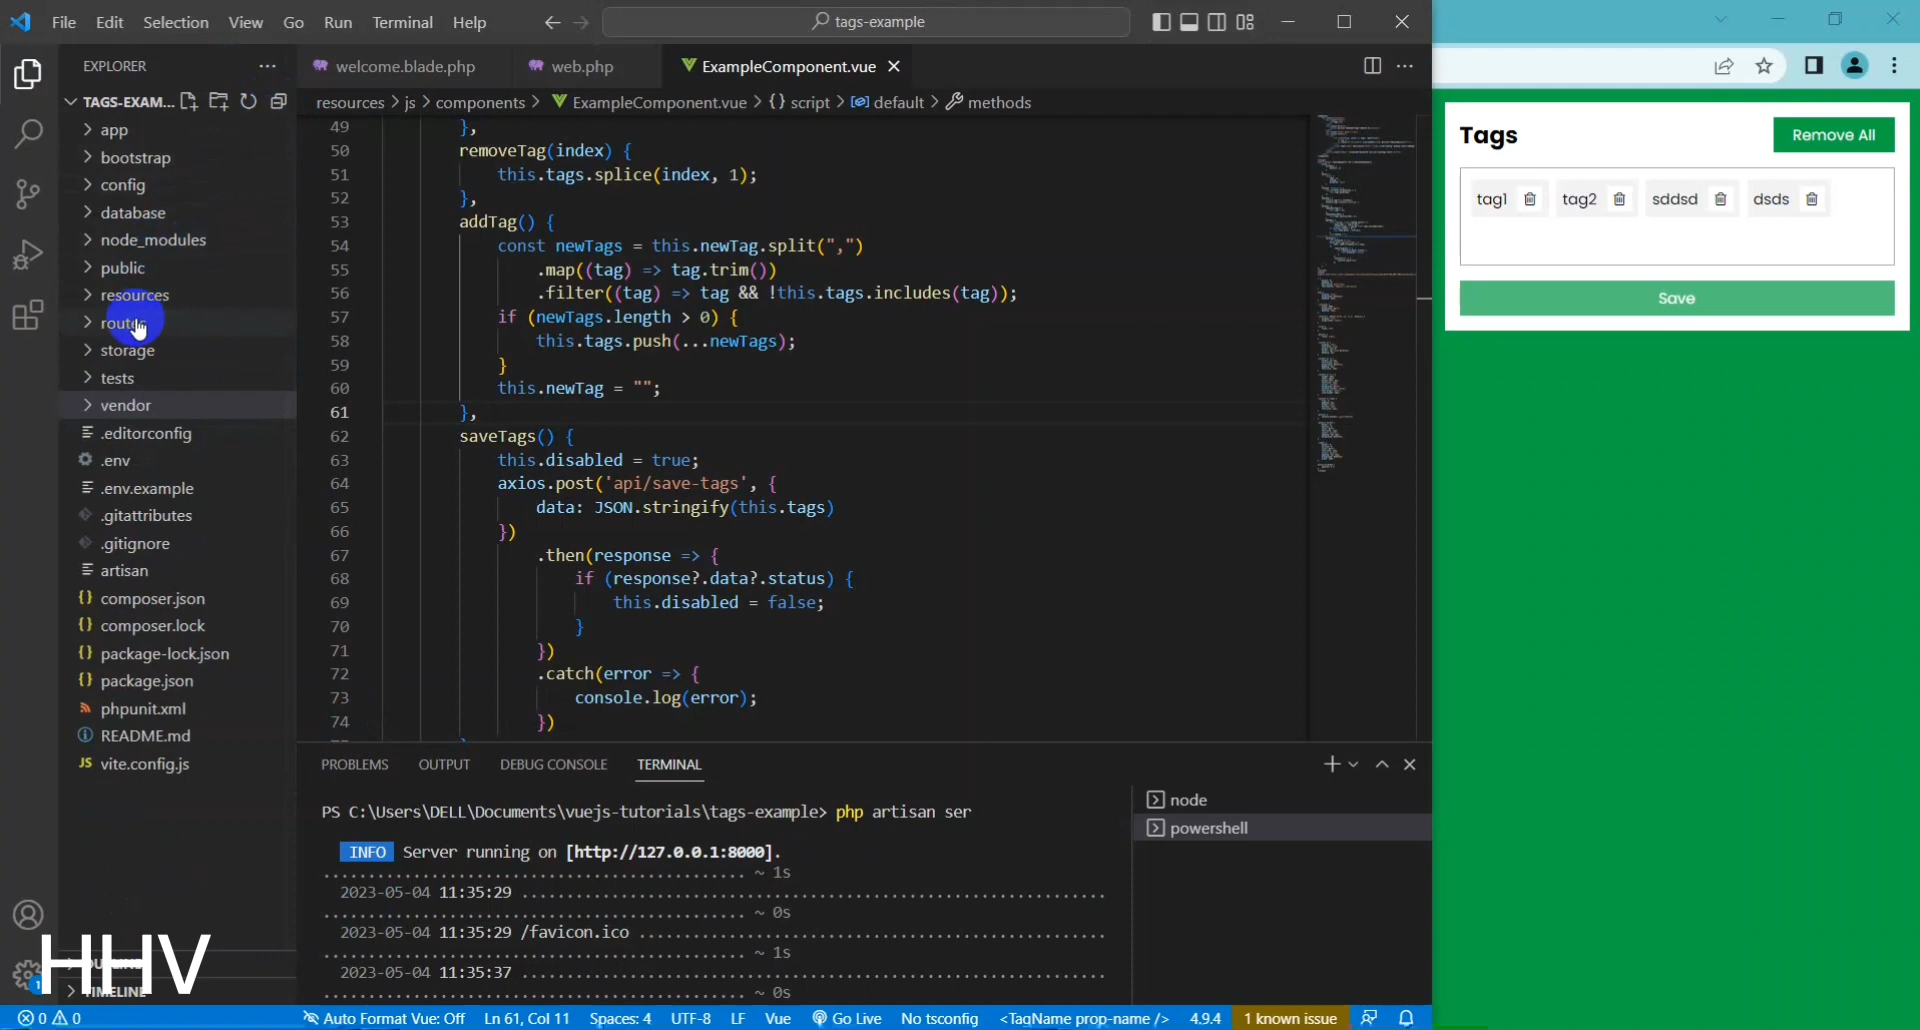 File Edit Selection View Go Run Terminal Help
tags-example
EXPLORER
TAGS-EXAM...
app
bootstrap
config
database
node_modules
public
resources
storage
tests
vendor
.editorconfig
.env
.env.example
.gitattributes
.gitignore
artisan
composer.json
composer.lock
package-lock.json
package.json
phpunit.xml
README.md
vite.config.js
TIMELINE
HHV
welcome.blade.php web.php ExampleComponent.vue
resources > js > components > ExampleComponent.vue > {} script > default > methods
49 },
50 removeTag(index) {
51 this.tags.splice(index, 1);
52 },
53 addTag() {
54 const newTags = this.newTag.split(",")
55 .map((tag) => tag.trim())
56 .filter((tag) => tag && !this.tags.includes(tag));
57 if (newTags.length > 0) {
58 this.tags.push(...newTags);
59 }
60 this.newTag = "";
61 },
62 saveTags() {
63 this.disabled = true;
64 axios.post('api/save-tags', {
65 data: JSON.stringify(this.tags)
66 })
67 .then(response => {
68 if (response?.data?.status) {
69 this.disabled = false;
70 }
71 })
72 .catch(error => {
73 console.log(error);
74 })
PROBLEMS OUTPUT DEBUG CONSOLE TERMINAL
PS C:\Users\DELL\Documents\vuejs-tutorials\tags-example> php artisan ser
INFO Server running on [http://127.0.0.1:8000].
........................................... ~ 1s
2023-05-04 11:35:29 ............................................................
........................................... ~ 0s
2023-05-04 11:35:29 /favicon.ico ................................................
........................................... ~ 1s
2023-05-04 11:35:37 ............................................................
........................................... ~ 0s
node
powershell
0 0 Auto Format Vue: Off Ln 61, Col 11 Spaces: 4 UTF-8 LF Vue Go Live No tsconfig <TagName prop-name /> 4.9.4 1 known issue
Tags
Remove All
tag1 tag2 sddsd dsds
Save